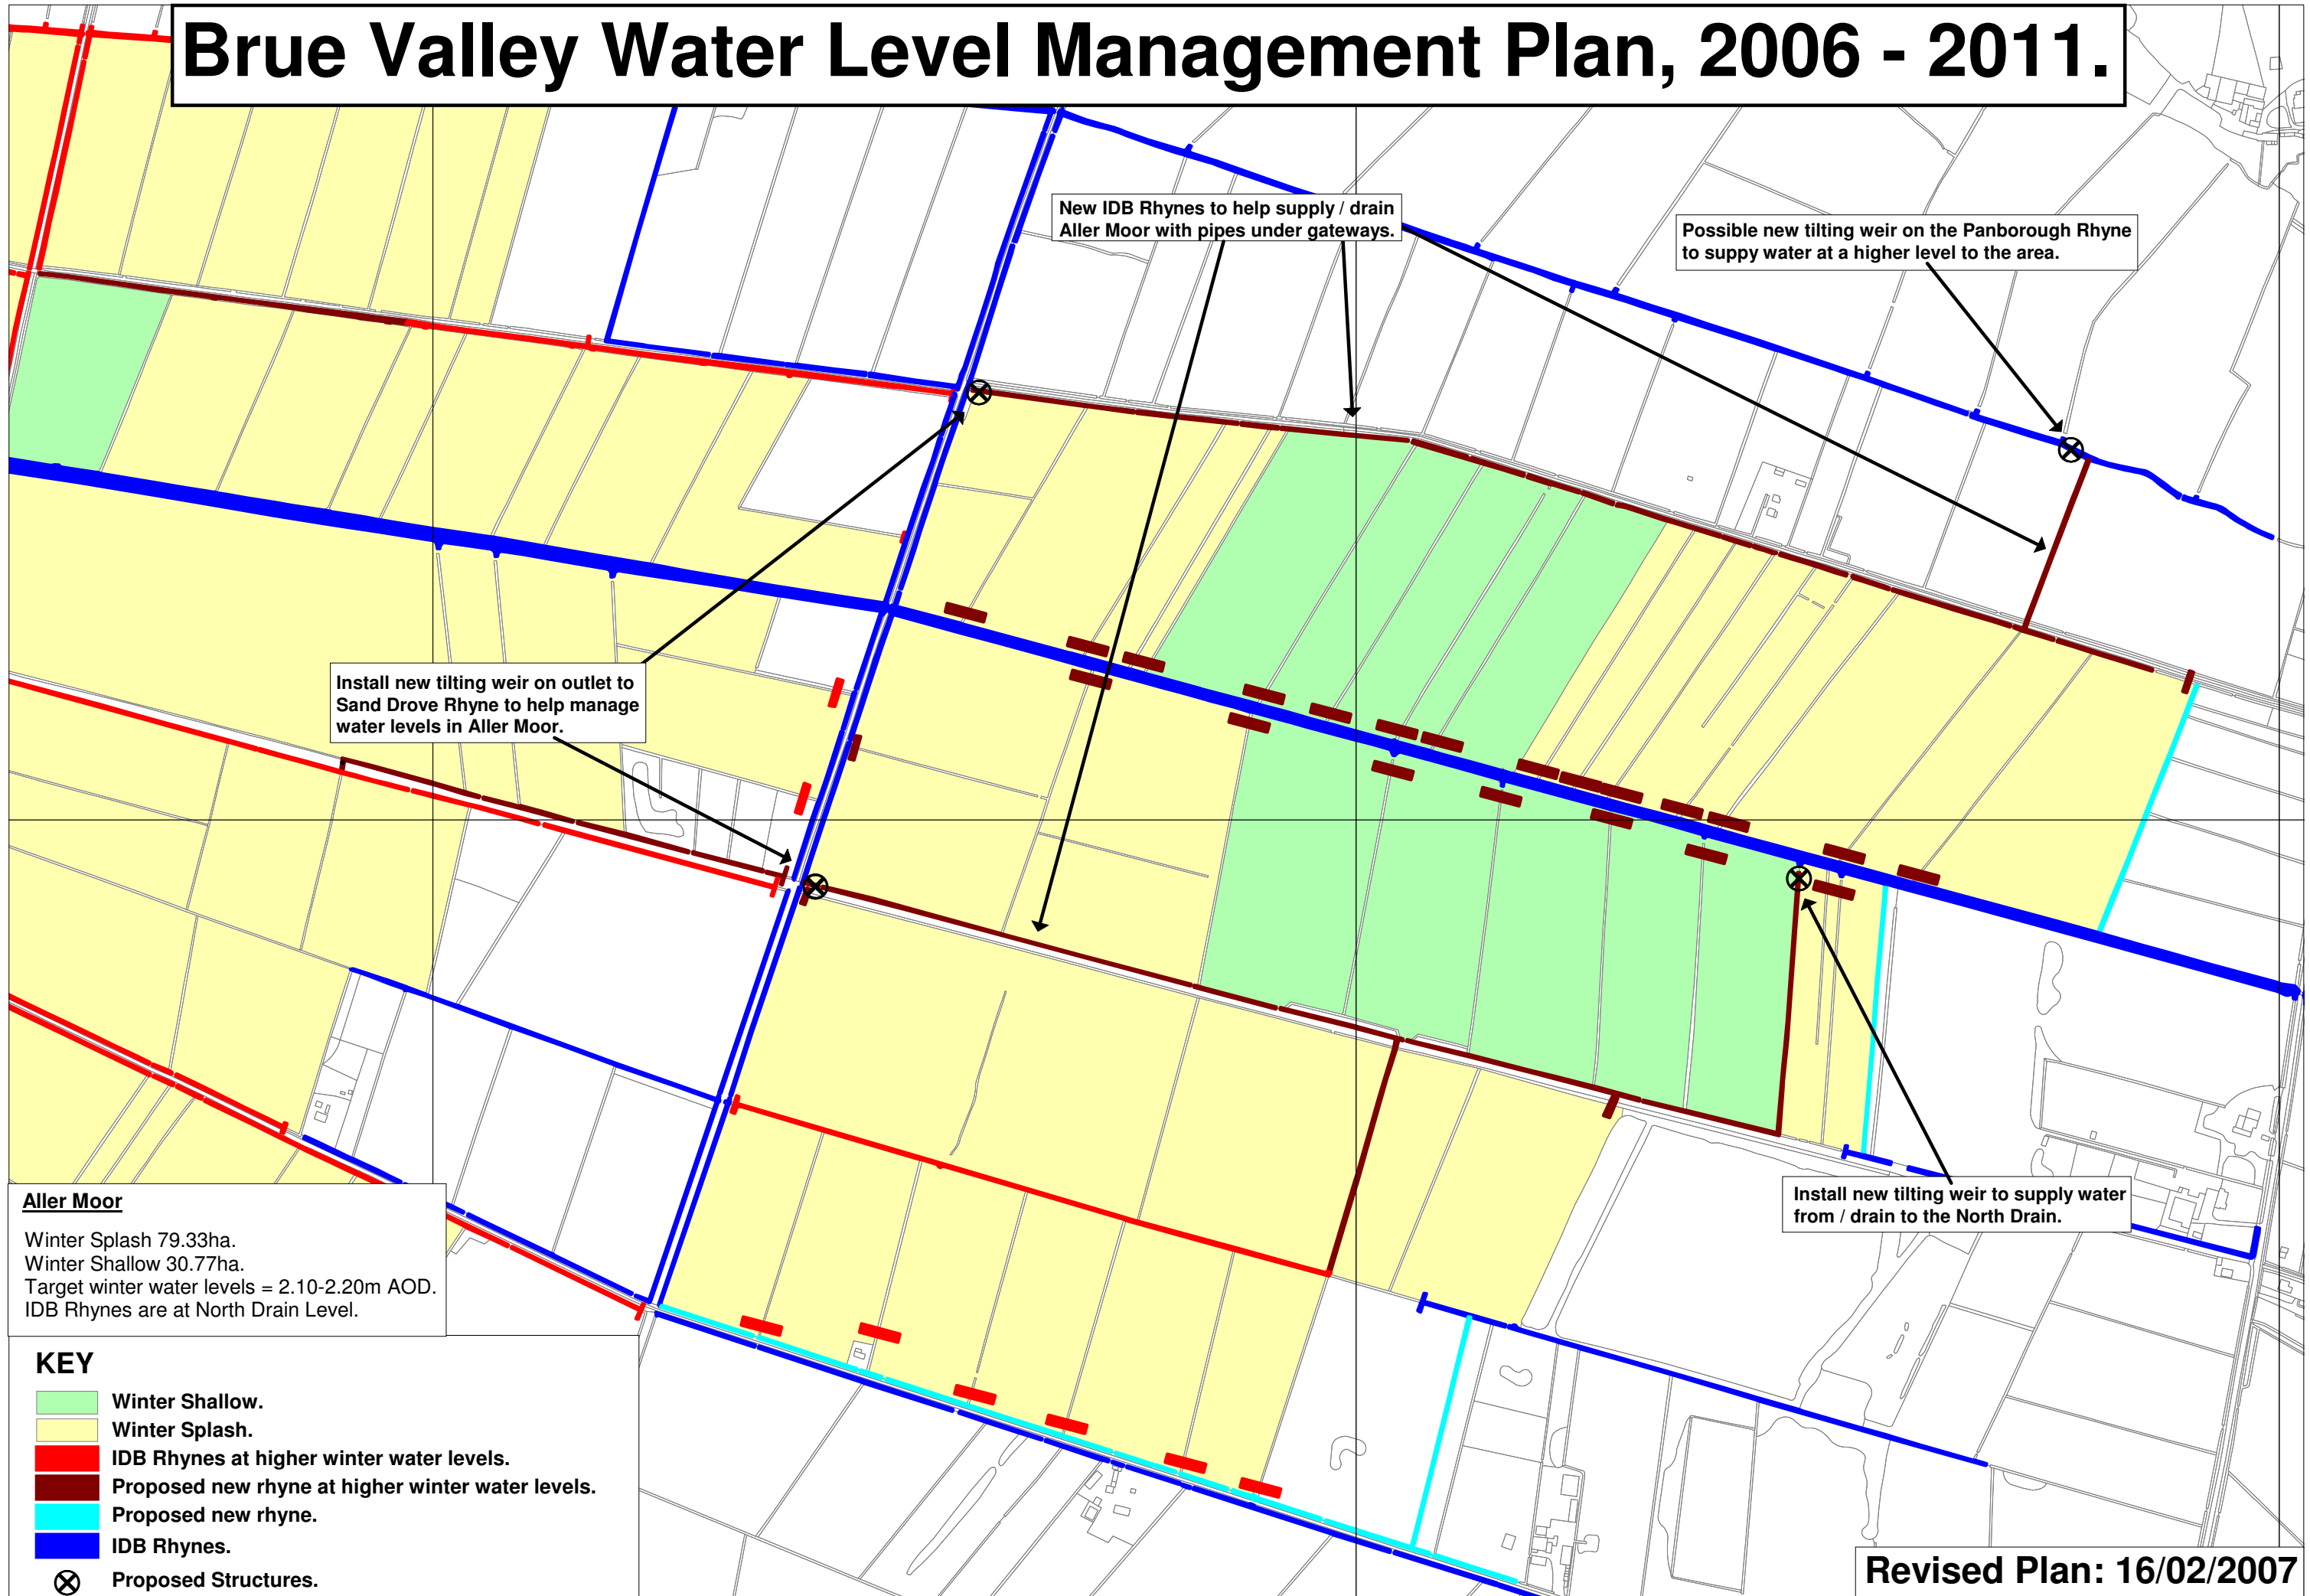 Brue Valley Water Level Management Plan, 2006 - 2011.
New IDB Rhynes to help supply / drain
Aller Moor with pipes under gateways.
Possible new tilting weir on the Panborough Rhyne
to suppy water at a higher level to the area.
Install new tilting weir on outlet to
Sand Drove Rhyne to help manage
water levels in Aller Moor.
Install new tilting weir to supply water
from / drain to the North Drain.
Aller Moor
Winter Splash 79.33ha.
Winter Shallow 30.77ha.
Target winter water levels = 2.10-2.20m AOD.
IDB Rhynes are at North Drain Level.
KEY
Winter Shallow.
Winter Splash.
IDB Rhynes at higher winter water levels.
Proposed new rhyne at higher winter water levels.
Proposed new rhyne.
IDB Rhynes.
Proposed Structures.
Revised Plan: 16/02/2007